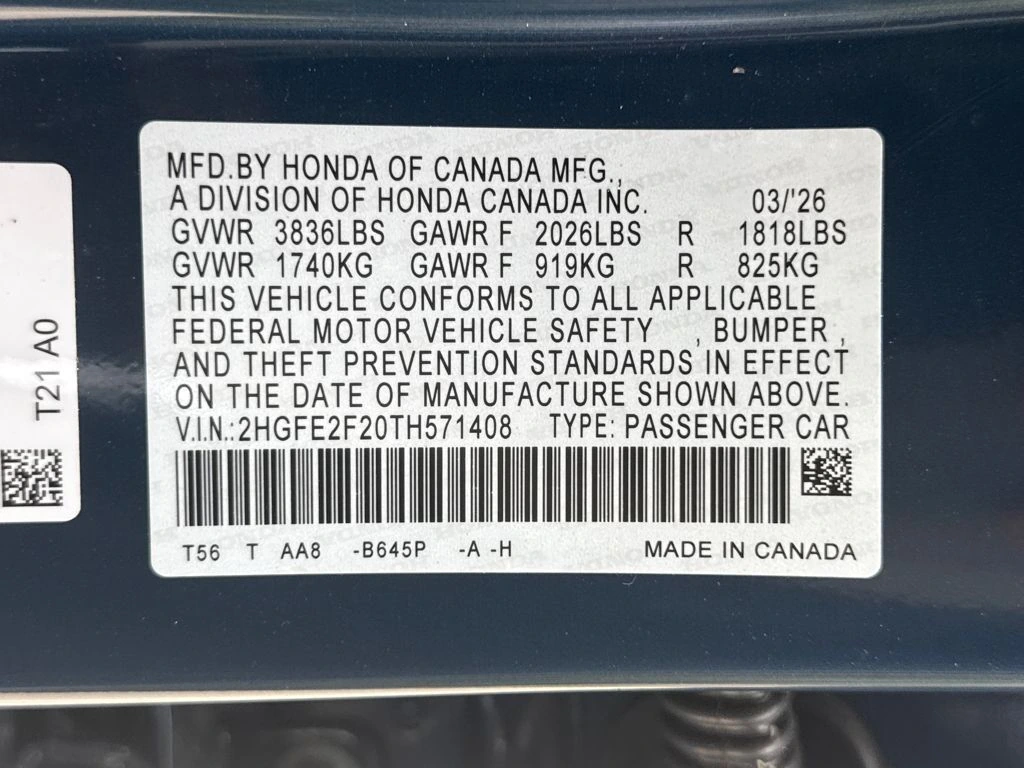 MFD.BY HONDA OF CANADA MFG.,
A DIVISION OF HONDA CANADA INC. 03/'26
GVWR 3836LBS GAWR F 2026LBS R 1818LBS
GVWR 1740KG GAWR F 919KG R 825KG
THIS VEHICLE CONFORMS TO ALL APPLICABLE
FEDERAL MOTOR VEHICLE SAFETY , BUMPER ,
AND THEFT PREVENTION STANDARDS IN EFFECT
ON THE DATE OF MANUFACTURE SHOWN ABOVE.
V.I.N.:2HGFE2F20TH571408 TYPE: PASSENGER CAR
T56 T AA8 -B645P -A -H MADE IN CANADA
T21 A0